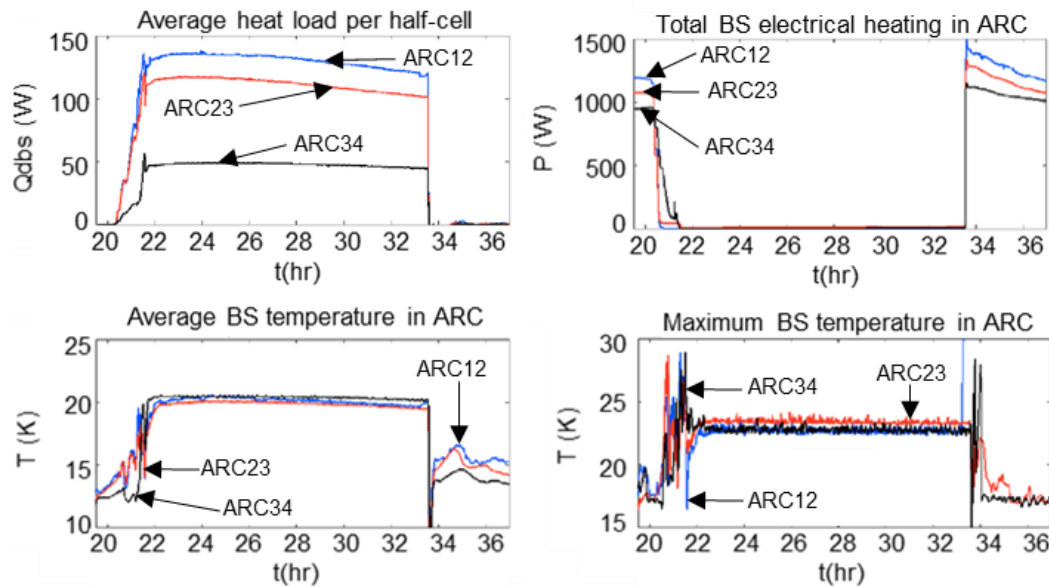 Average heat load per half-cell
150
100
50
0
Qdbs (W)
ARC12
ARC23
ARC34
20 22 24 26 28 30 32 34 36
t(hr)
Total BS electrical heating in ARC
1500
1000
500
0
P (W)
ARC12
ARC23
ARC34
20 22 24 26 28 30 32 34 36
t(hr)
Average BS temperature in ARC
25
20
15
10
T (K)
ARC12
ARC23
ARC34
20 22 24 26 28 30 32 34 36
t(hr)
Maximum BS temperature in ARC
30
25
20
15
T (K)
ARC34
ARC23
ARC12
20 22 24 26 28 30 32 34 36
t(hr)